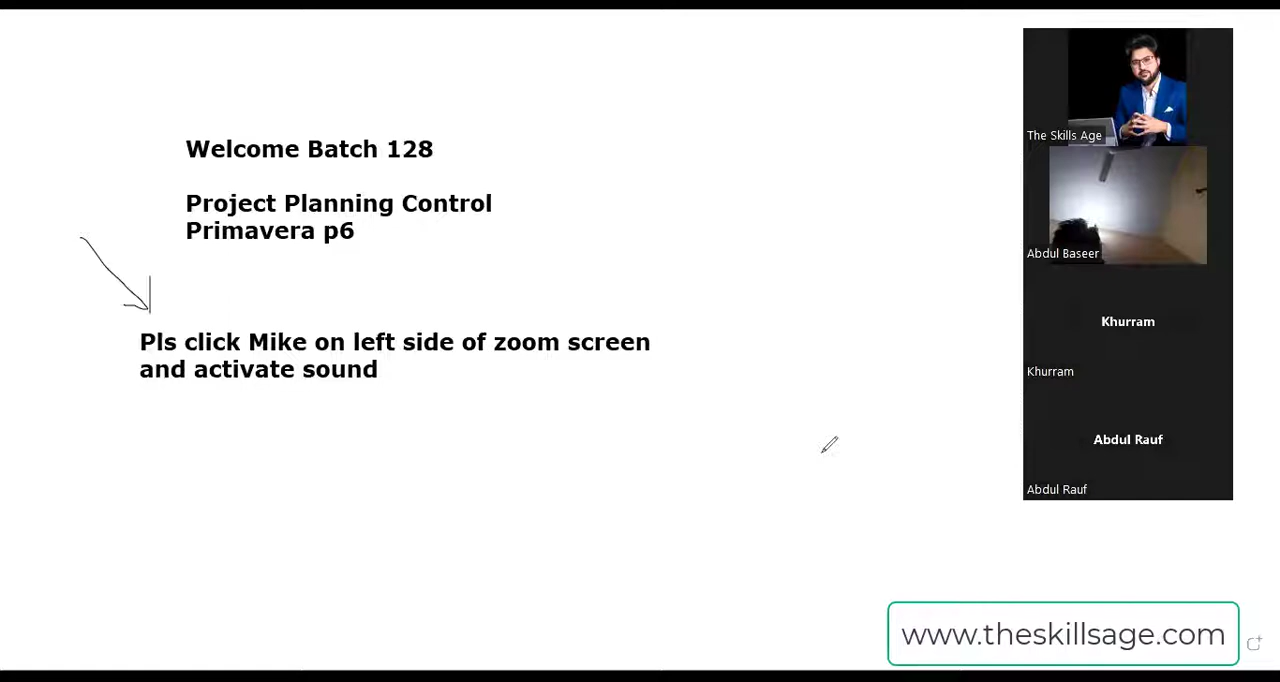 Welcome Batch 128
Project Planning Control
Primavera p6
Pls click Mike on left side of zoom screen
and activate sound
The Skills Age
Abdul Baseer
Khurram
Khurram
Abdul Rauf
Abdul Rauf
www.theskillsage.com